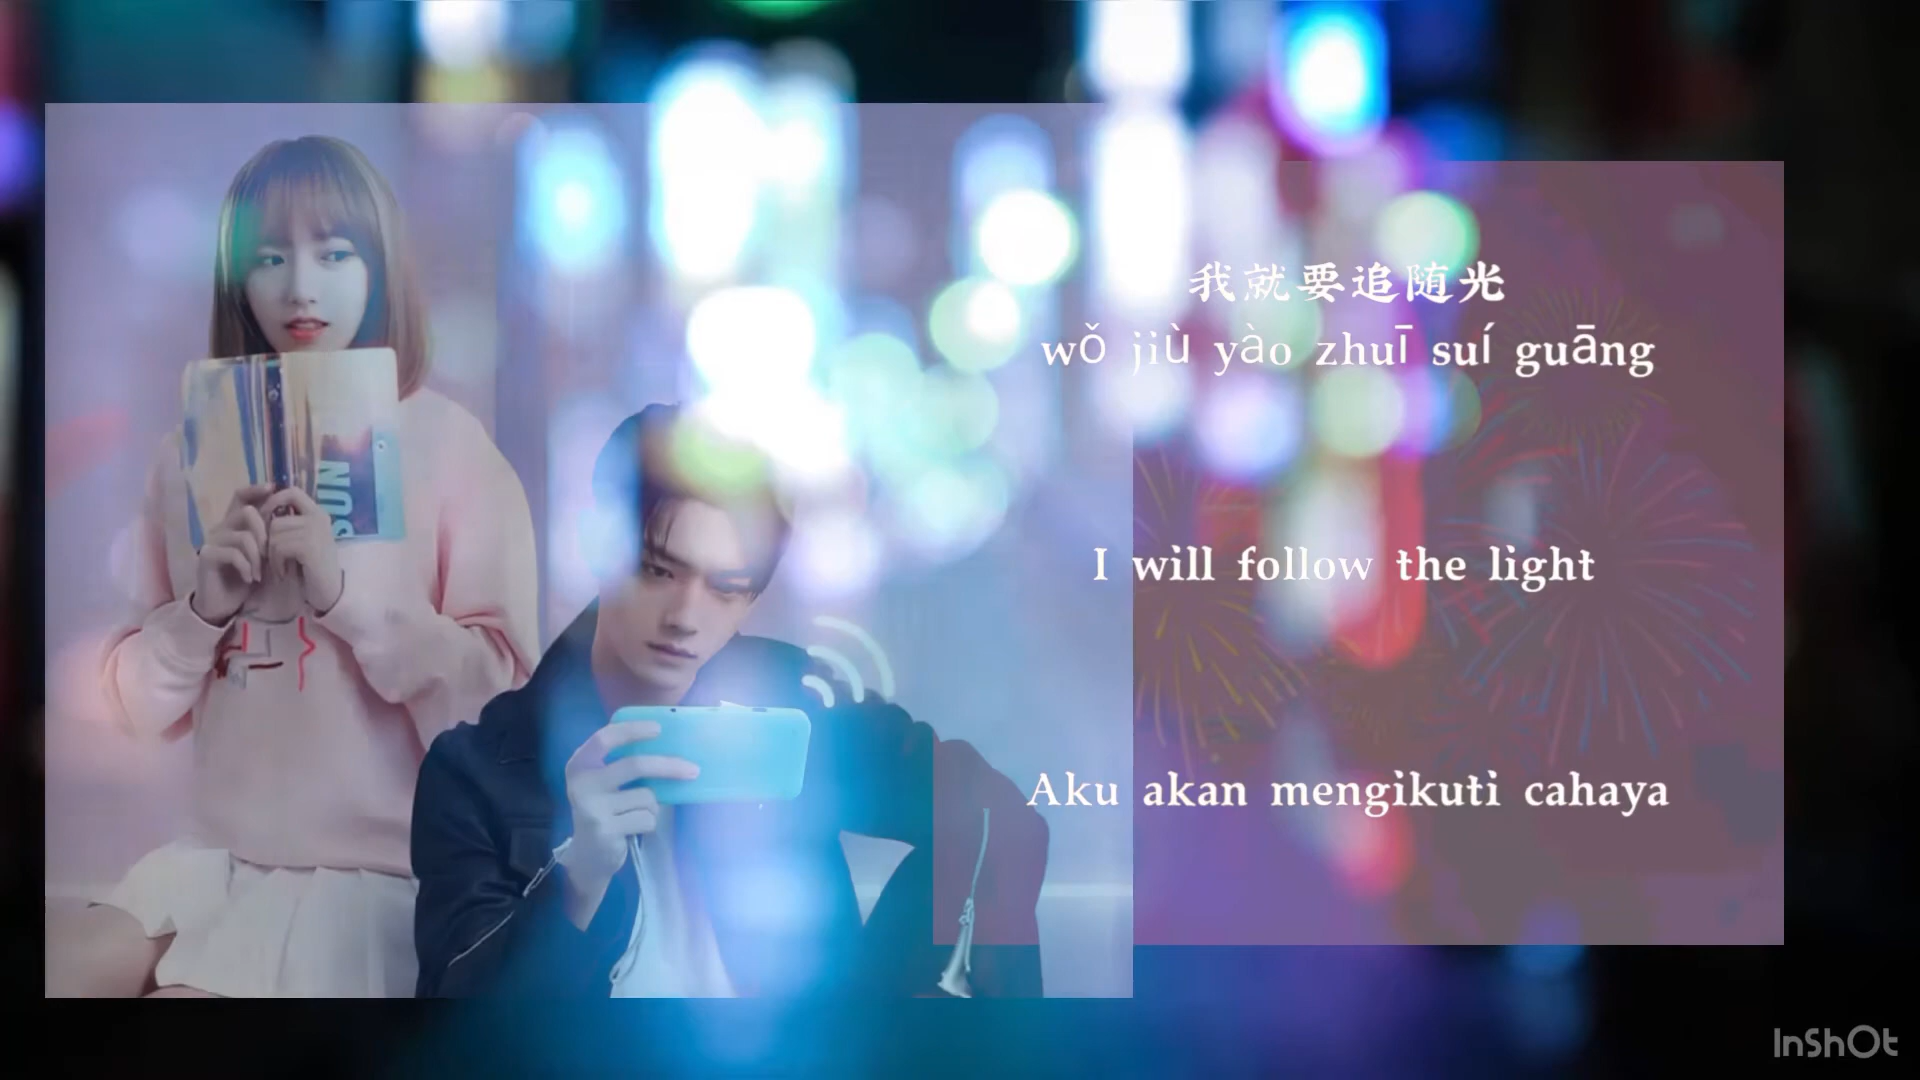 我就要追随光
wǒ jiù yào zhuī suí guāng
I will follow the light
Aku akan mengikuti cahaya
SUN
InShOt